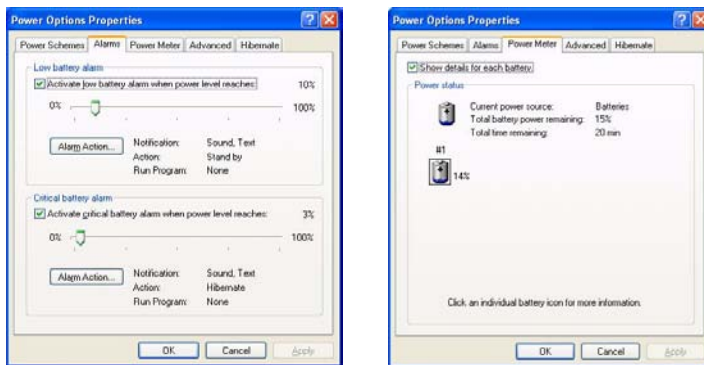 Power Options Properties
Power Schemes Alarms Power Meter Advanced Hibernate
Low battery alarm
Activate low battery alarm when power level reaches: 10%
0% 100%
Alarm Action... Notification: Sound, Text
Action: Stand by
Run Program: None
Critical battery alarm
Activate critical battery alarm when power level reaches: 3%
0% 100%
Alarm Action... Notification: Sound, Text
Action: Hibernate
Run Program: None
OK Cancel Apply
Power Options Properties
Power Schemes Alarms Power Meter Advanced Hibernate
Show details for each battery.
Power status
Current power source: Batteries
Total battery power remaining: 15%
Total time remaining: 20 min
#1
14%
Click an individual battery icon for more information.
OK Cancel Apply